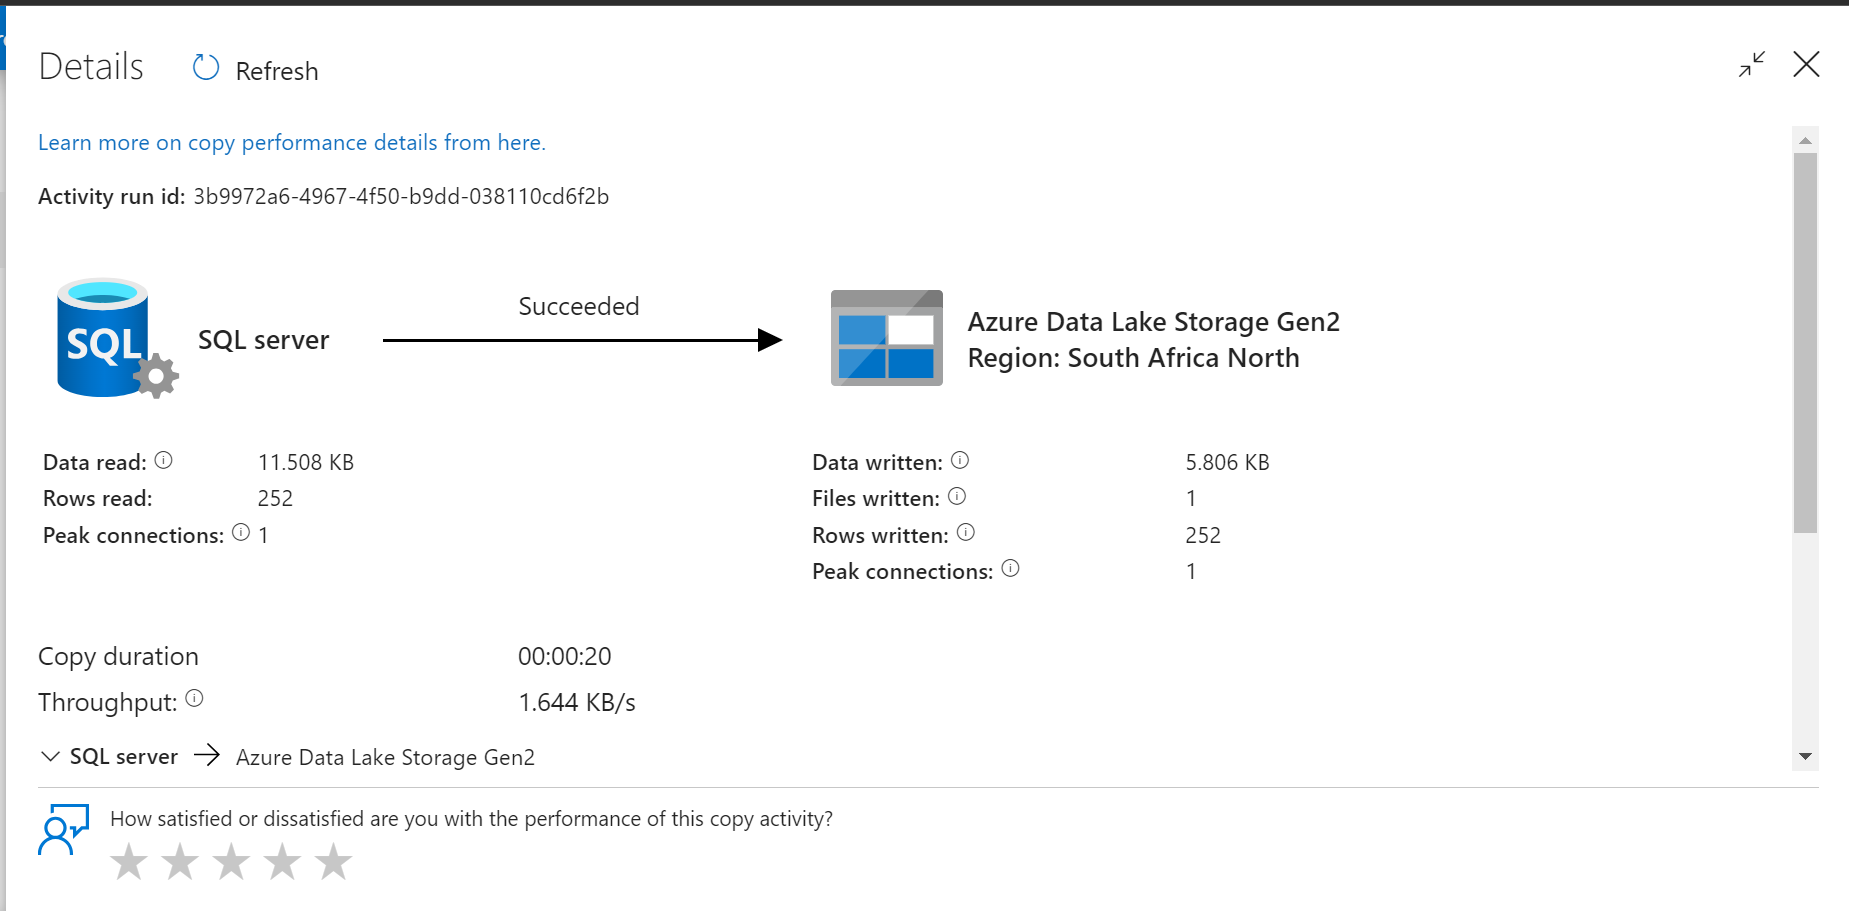 Details Refresh
Learn more on copy performance details from here.
Activity run id: 3b9972a6-4967-4f50-b9dd-038110cd6f2b
SQL
SQL server
Succeeded
Azure Data Lake Storage Gen2
Region: South Africa North
Data read: 11.508 KB
Rows read: 252
Peak connections: 1
Data written: 5.806 KB
Files written: 1
Rows written: 252
Peak connections: 1
Copy duration 00:00:20
Throughput: 1.644 KB/s
SQL server → Azure Data Lake Storage Gen2
How satisfied or dissatisfied are you with the performance of this copy activity?